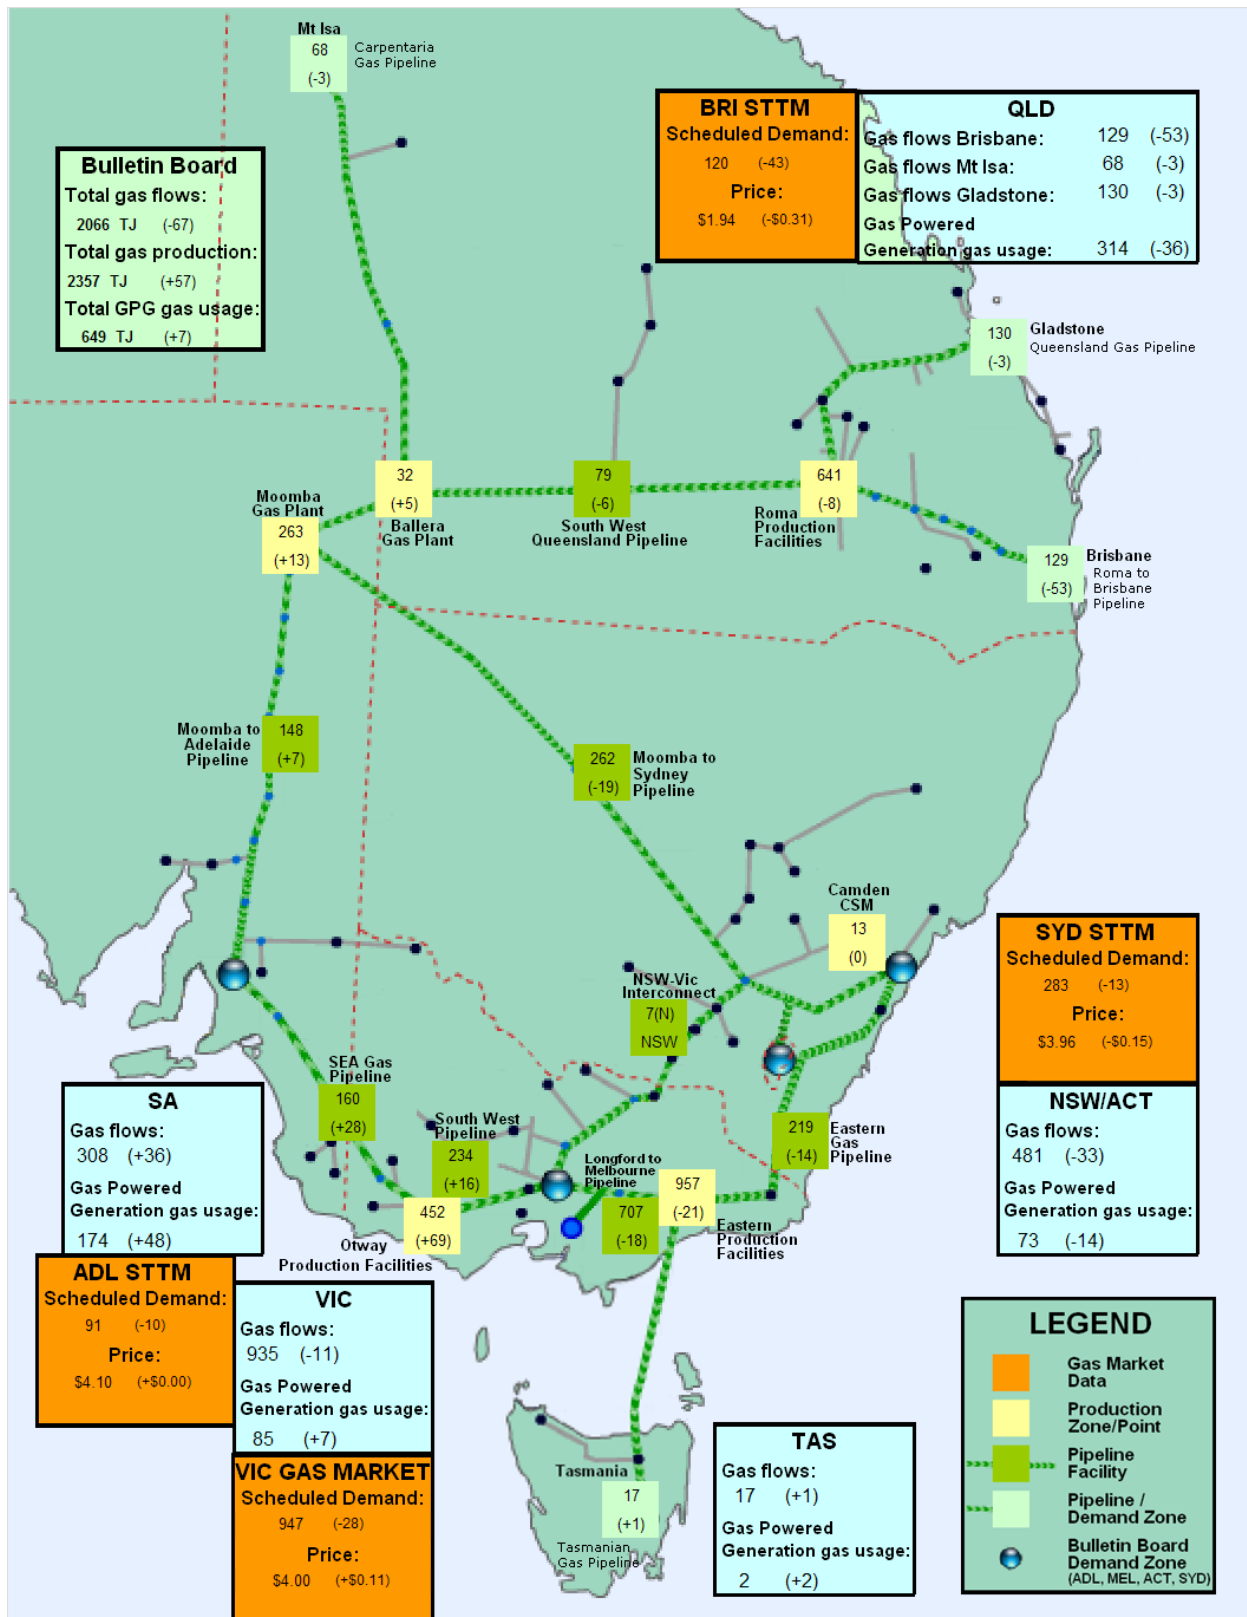 Mt Isa
68
(-3)
Carpentaria
Gas Pipeline
BRI STTM
Scheduled Demand:
120 (-43)
Price:
$1.94 (-$0.31)
QLD
Gas flows Brisbane: 129 (-53)
Gas flows Mt Isa: 68 (-3)
Gas flows Gladstone: 130 (-3)
Gas Powered
Generation gas usage: 314 (-36)
Bulletin Board
Total gas flows:
2066 TJ (-67)
Total gas production:
2357 TJ (+57)
Total GPG gas usage:
649 TJ (+7)
130
(-3)
Gladstone
Queensland Gas Pipeline
32
(+5)
Ballera
Gas Plant
79
(-6)
South West
Queensland Pipeline
641
(-8)
Roma
Production
Facilities
Moomba
Gas Plant
263
(+13)
129
(-53)
Brisbane
Roma to
Brisbane
Pipeline
Moomba to
Adelaide
Pipeline
148
(+7)
262
(-19)
Moomba to
Sydney
Pipeline
Camden
CSM
13
(0)
NSW-Vic
Interconnect
7(N)
NSW
SYD STTM
Scheduled Demand:
283 (-13)
Price:
$3.96 (-$0.15)
NSW/ACT
Gas flows:
481 (-33)
Gas Powered
Generation gas usage:
73 (-14)
SEA Gas
Pipeline
160
(+28)
South West
Pipeline
234
(+16)
Longford to
Melbourne
Pipeline
707
(-18)
957
(-21)
Eastern
Production
Facilities
219
(-14)
Eastern
Gas
Pipeline
452
(+69)
Otway
Production Facilities
SA
Gas flows:
308 (+36)
Gas Powered
Generation gas usage:
174 (+48)
ADL STTM
Scheduled Demand:
91 (-10)
Price:
$4.10 (+$0.00)
VIC
Gas flows:
935 (-11)
Gas Powered
Generation gas usage:
85 (+7)
VIC GAS MARKET
Scheduled Demand:
947 (-28)
Price:
$4.00 (+$0.11)
Tasmania
17
(+1)
Tasmanian
Gas Pipeline
TAS
Gas flows:
17 (+1)
Gas Powered
Generation gas usage:
2 (+2)
LEGEND
Gas Market
Data
Production
Zone/Point
Pipeline
Facility
Pipeline /
Demand Zone
Bulletin Board
Demand Zone
(ADL, MEL, ACT, SYD)